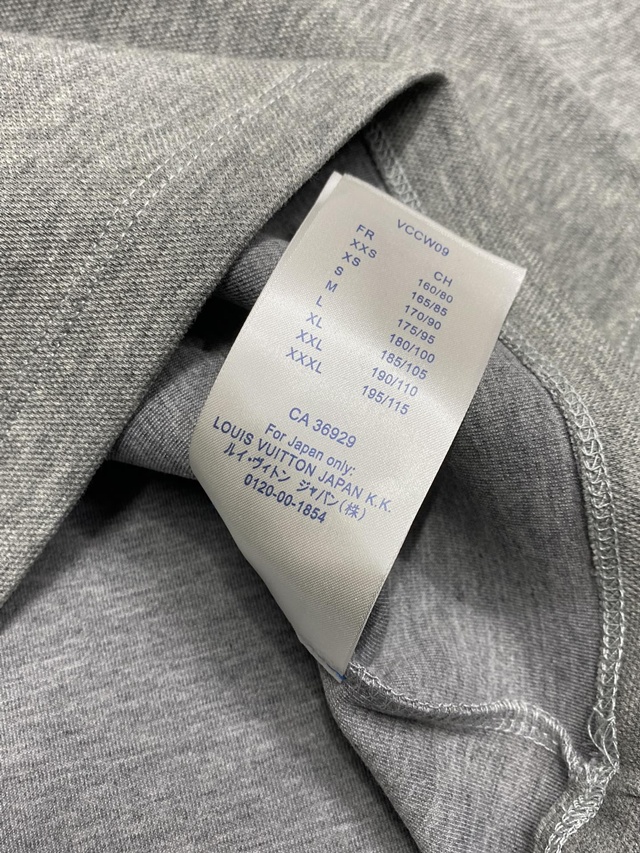 VCCW09
FR CH
XXS 160/80
XS 165/85
S 170/90
M 175/95
L 180/100
XL 185/105
XXL 190/110
XXXL 195/115
CA 36929
For Japan only:
LOUIS VUITTON JAPAN K.K.
ルイ・ヴィトン ジャパン(株)
0120-00-1854